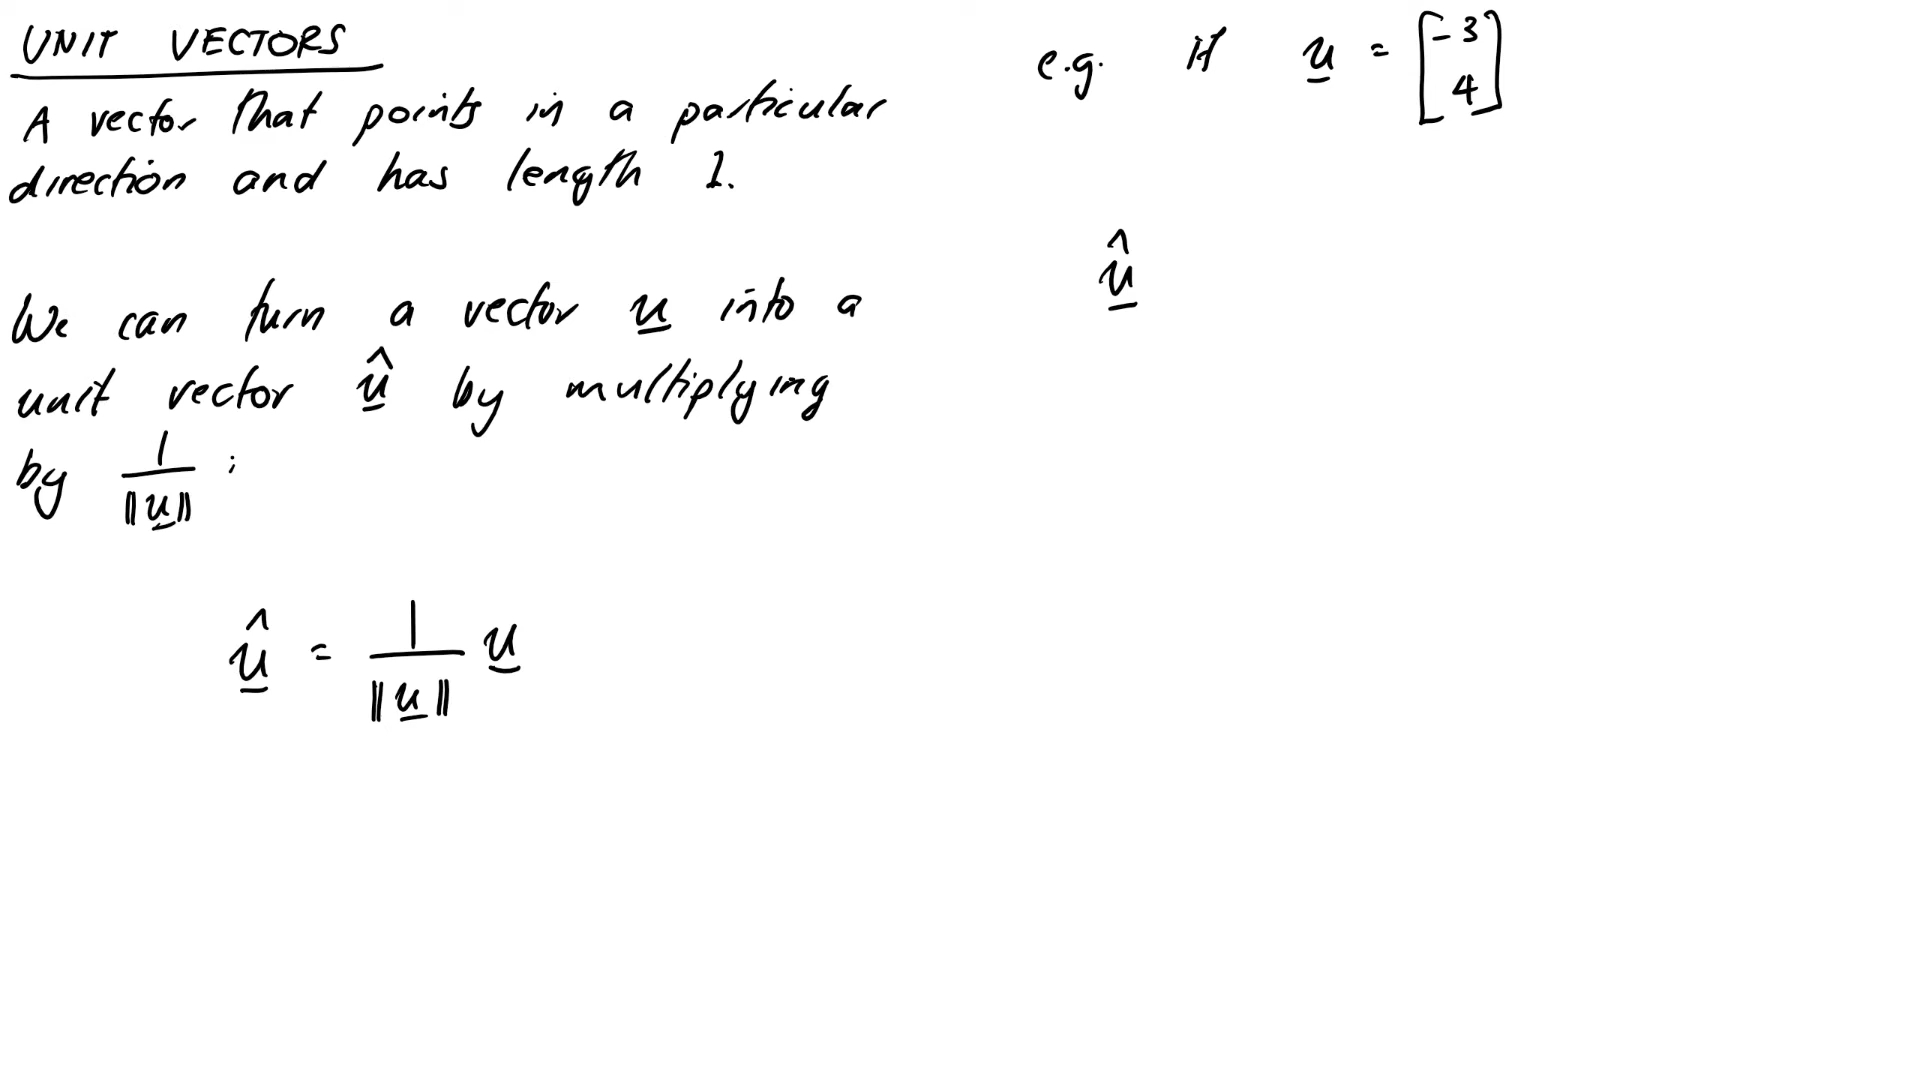 UNIT VECTORS
A vector that points in a particular
direction and has length 1.
We can turn a vector u̲ into a
unit vector û̲ by multiplying
by 1/‖u̲‖ :
û̲ = 1/‖u̲‖ u̲
e.g. If u̲ = [-3 4]
û̲